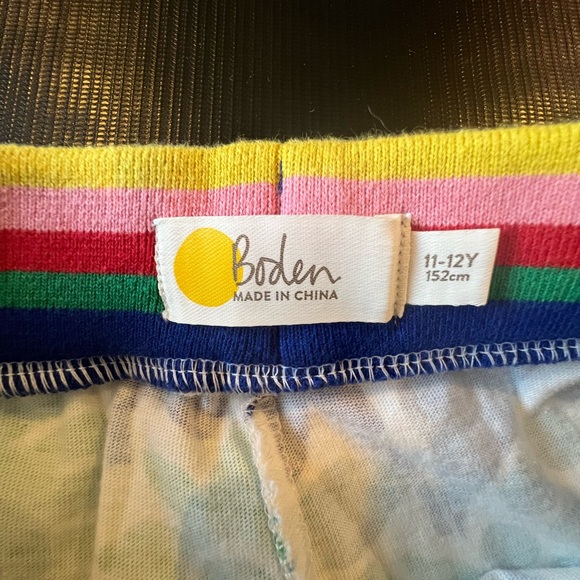 Boden
MADE IN CHINA
11-12Y
152cm